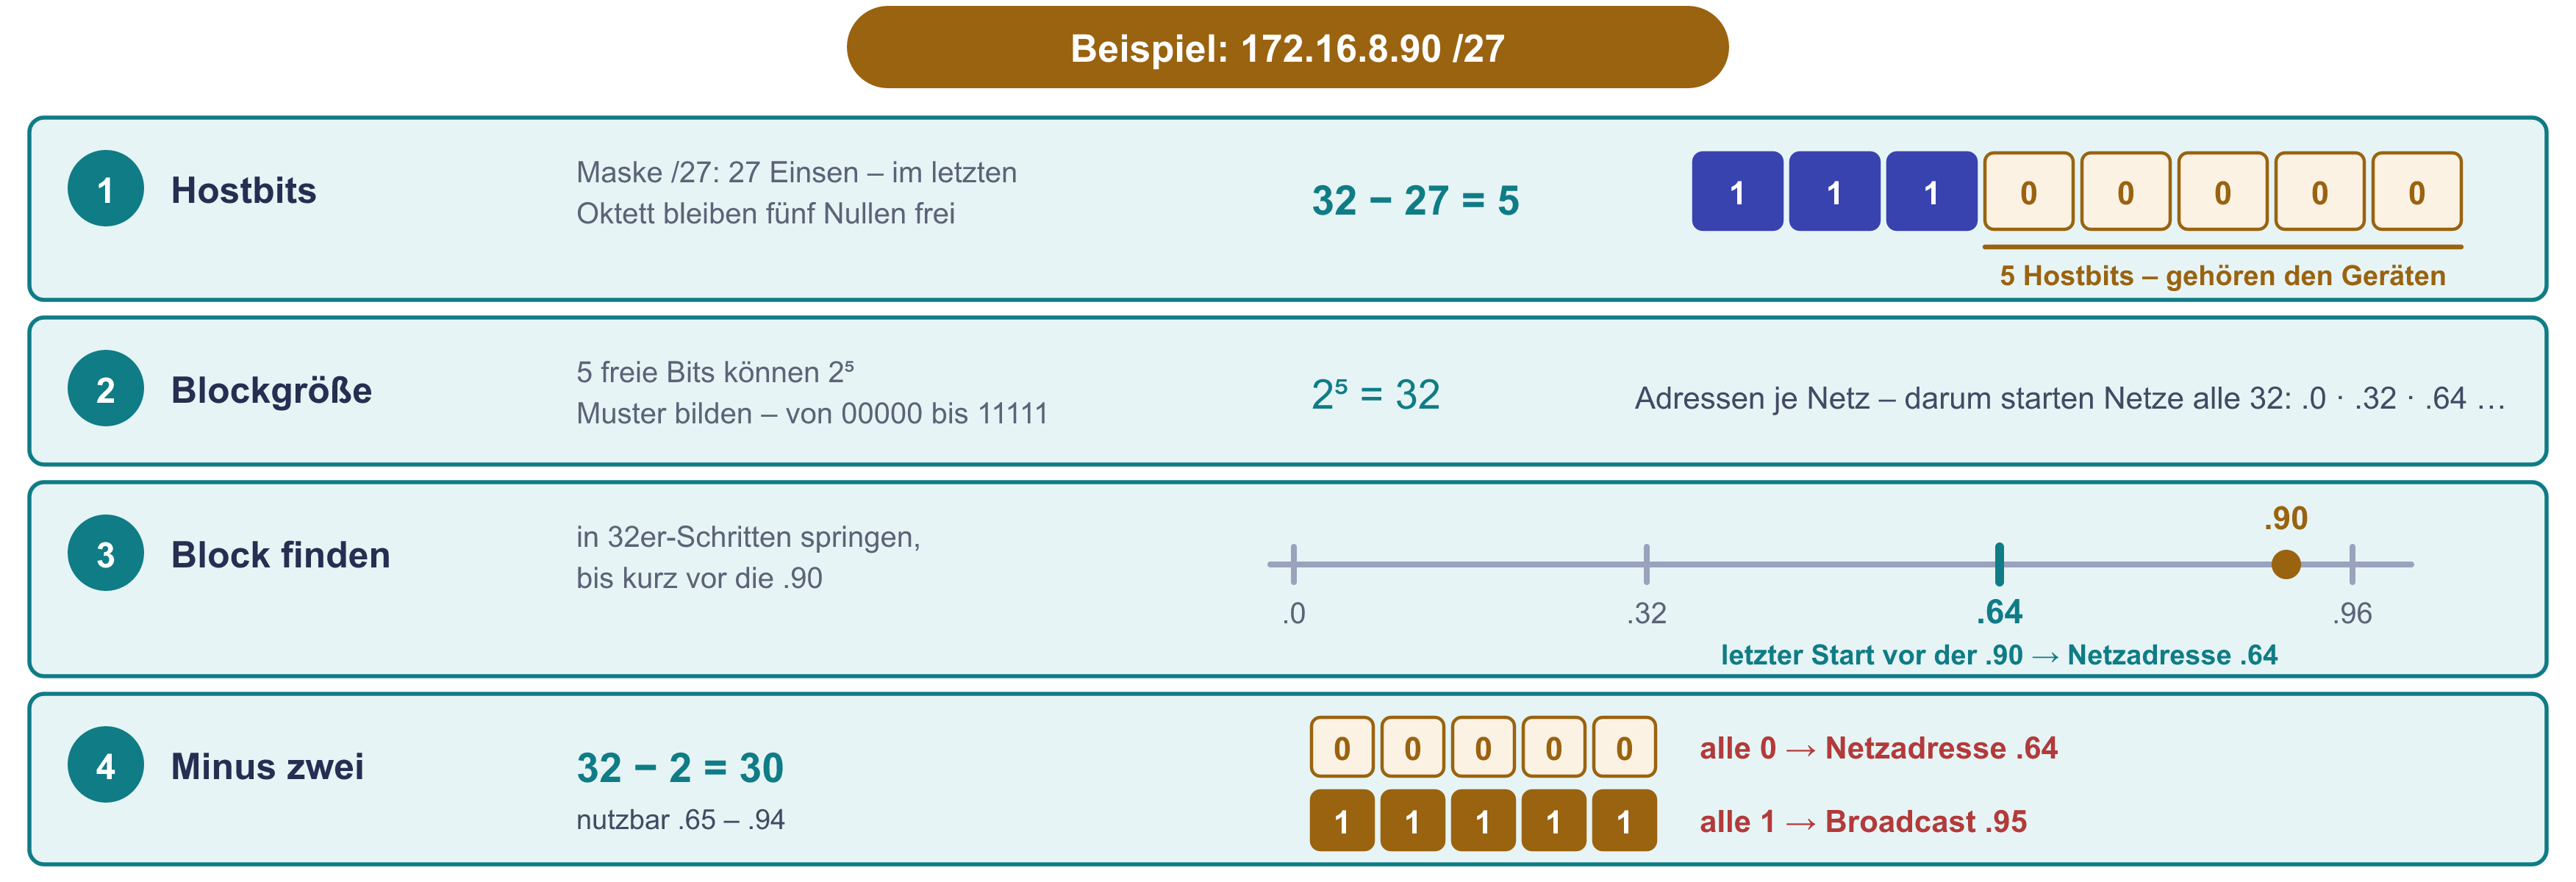 Beispiel: 172.16.8.90 /27
1
Hostbits
Maske /27: 27 Einsen – im letzten
Oktett bleiben fünf Nullen frei
32 − 27 = 5
1 1 1 0 0 0 0 0
5 Hostbits – gehören den Geräten
2
Blockgröße
5 freie Bits können 2⁵
Muster bilden – von 00000 bis 11111
2⁵ = 32
Adressen je Netz – darum starten Netze alle 32: .0 · .32 · .64 …
3
Block finden
in 32er-Schritten springen,
bis kurz vor die .90
.90
.0 .32 .64 .96
letzter Start vor der .90 → Netzadresse .64
4
Minus zwei
32 − 2 = 30
nutzbar .65 – .94
0 0 0 0 0
alle 0 → Netzadresse .64
1 1 1 1 1
alle 1 → Broadcast .95